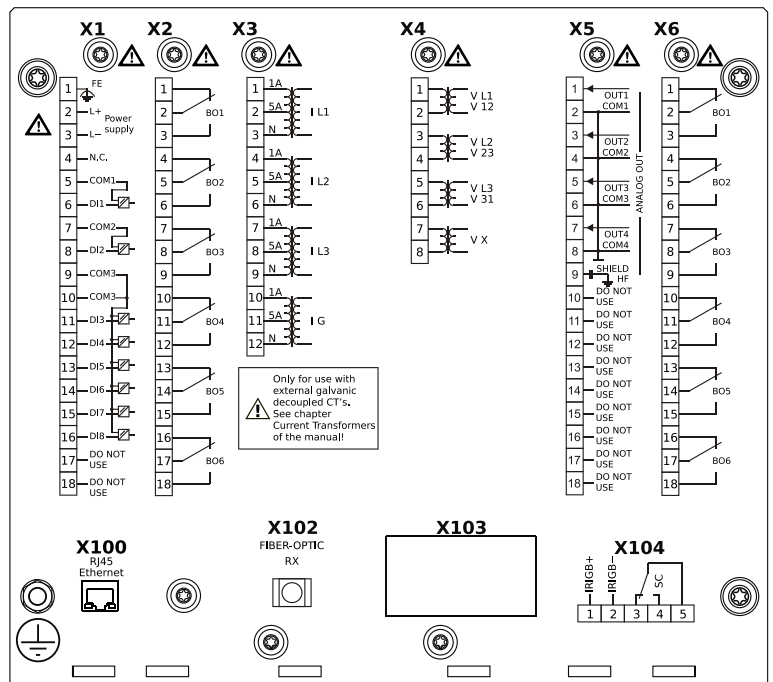 X1 X2 X3 X4 X5 X6
1 FE
2 L+
Power
supply
3 L−
4 N.C.
5 COM1
6 DI1
7 COM2
8 DI2
9 COM3
10 COM3
11 DI3
12 DI4
13 DI5
14 DI6
15 DI7
16 DI8
17 DO NOT
USE
18 DO NOT
USE
1
2 BO1
3
4
5 BO2
6
7
8 BO3
9
10
11 BO4
12
13
14 BO5
15
16
17 BO6
18
1 1A
2 5A I L1
3 N
4 1A
5 5A I L2
6 N
7 1A
8 5A I L3
9 N
10 1A
11 5A I G
12 N
Only for use with
external galvanic
decoupled CT's.
See chapter
Current Transformers
of the manual!
1 V L1
2 V 12
3 V L2
4 V 23
5 V L3
6 V 31
7 V X
8
1 OUT1
2 COM1
3 OUT2
4 COM2
5 OUT3
6 COM3
7 OUT4
8 COM4
ANALOG OUT
9 SHIELD
HF
10 DO NOT
USE
11 DO NOT
USE
12 DO NOT
USE
13 DO NOT
USE
14 DO NOT
USE
15 DO NOT
USE
16 DO NOT
USE
17 DO NOT
USE
18 DO NOT
USE
1
2 BO1
3
4
5 BO2
6
7
8 BO3
9
10
11 BO4
12
13
14 BO5
15
16
17 BO6
18
X100
RJ45
Ethernet
X102
FIBER-OPTIC
RX
X103
X104
IRIGB+
IRIGB−
SC
1 2 3 4 5